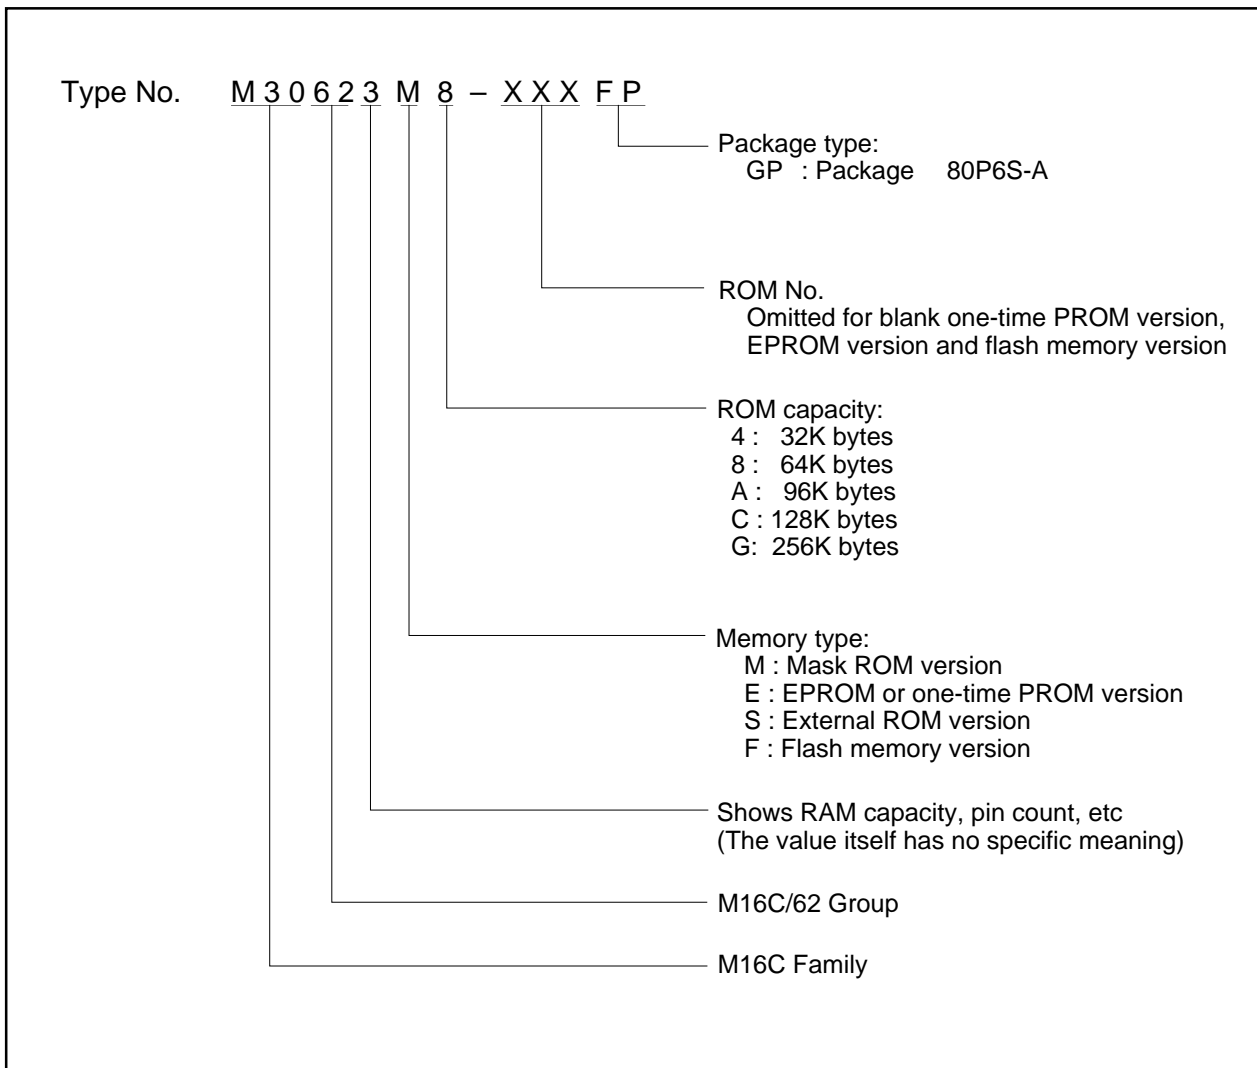 Type No. M 3 0 6 2 3 M 8 – X X X F P
Package type:
GP : Package 80P6S-A
ROM No.
Omitted for blank one-time PROM version,
EPROM version and flash memory version
ROM capacity:
4 : 32K bytes
8 : 64K bytes
A : 96K bytes
C : 128K bytes
G: 256K bytes
Memory type:
M : Mask ROM version
E : EPROM or one-time PROM version
S : External ROM version
F : Flash memory version
Shows RAM capacity, pin count, etc
(The value itself has no specific meaning)
M16C/62 Group
M16C Family